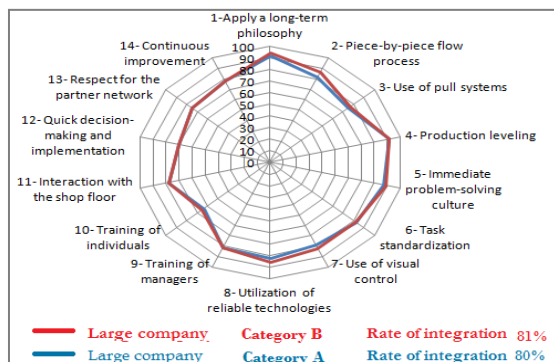 1-Apply a long-term
philosophy
14- Continuous
improvement
2- Piece-by-piece flow
process
13- Respect for the
partner network
3- Use of pull systems
12- Quick decision-
making and
implementation
4- Production leveling
11- Interaction with
the shop floor
5- Immediate
problem-solving
culture
10- Training of
individuals
6- Task
standardization
9- Training of
managers
7- Use of visual
control
8- Utilization of
reliable technologies
100
90
80
70
60
50
40
30
20
10
0
Large company Category B Rate of integration 81%
Large company Category A Rate of integration 80%